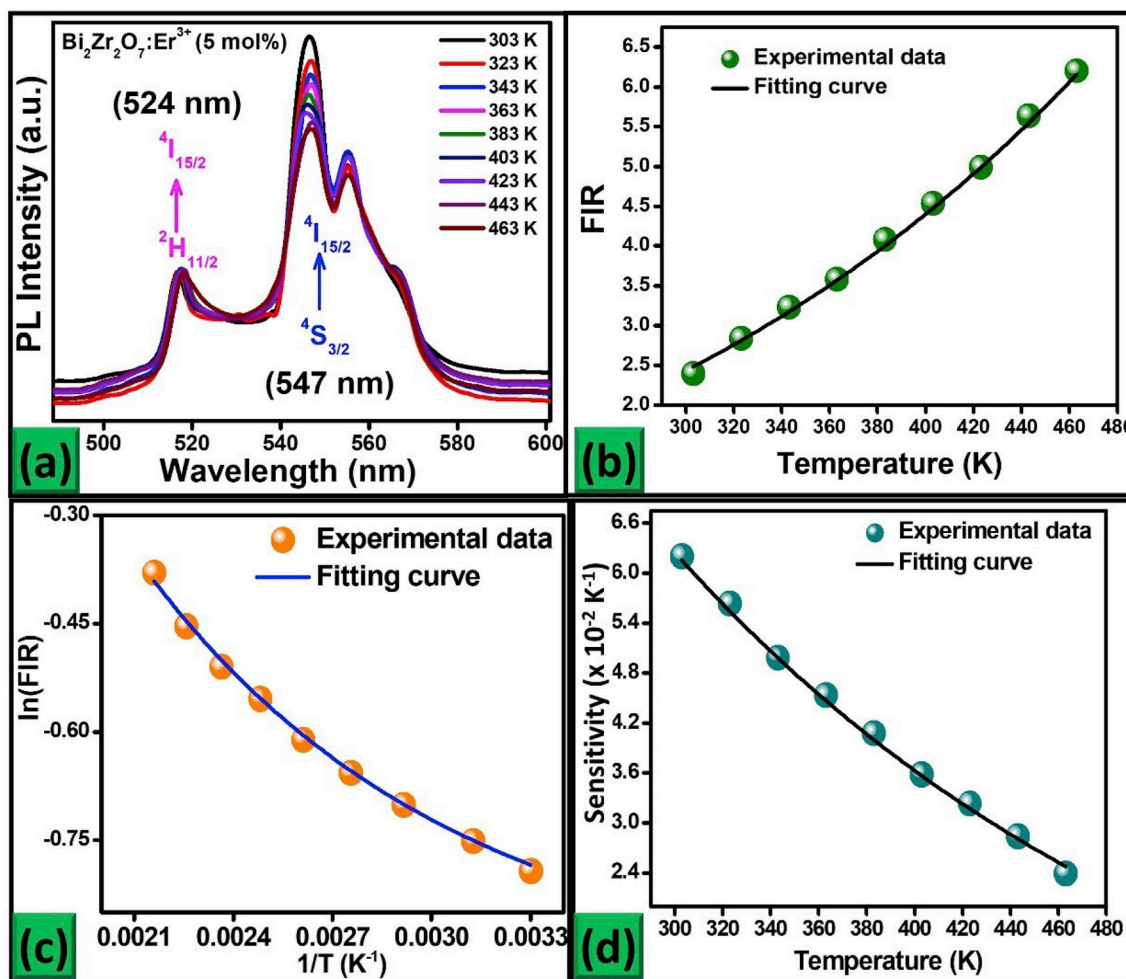 Bi₂Zr₂O₇:Er³⁺ (5 mol%)
303 K
323 K
343 K
363 K
383 K
403 K
423 K
443 K
463 K
(524 nm)
⁴I₁₅/₂
²H₁₁/₂
⁴I₁₅/₂
⁴S₃/₂
(547 nm)
PL Intensity (a.u.)
500 520 540 560 580 600
Wavelength (nm)
(a)
Experimental data
Fitting curve
FIR
6.5
6.0
5.5
5.0
4.5
4.0
3.5
3.0
2.5
2.0
300 320 340 360 380 400 420 440 460 480
Temperature (K)
(b)
Experimental data
Fitting curve
ln(FIR)
-0.30
-0.45
-0.60
-0.75
0.0021 0.0024 0.0027 0.0030 0.0033
1/T (K⁻¹)
(c)
Experimental data
Fitting curve
Sensitivity (x 10⁻² K⁻¹)
6.6
6.0
5.4
4.8
4.2
3.6
3.0
2.4
300 320 340 360 380 400 420 440 460 480
Temperature (K)
(d)